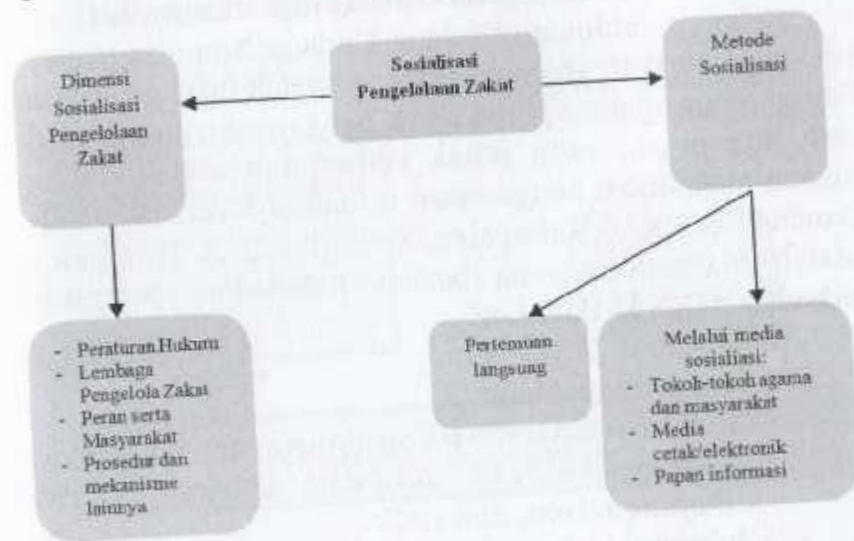 Sosialisasi
Pengelolaan Zakat
Dimensi
Sosialisasi
Pengelolaan
Zakat
Metode
Sosialisasi
- Peraturan Hukum
- Lembaga
Pengelola Zakat
- Peran serta
Masyarakat
- Prosedur dan
mekanisme
lainnya
Pertemuan
langsung
Melalui media
sosialiasi:
- Tokoh-tokoh agama
dan masyarakat
- Media
cetak/elektronik
- Papan informasi